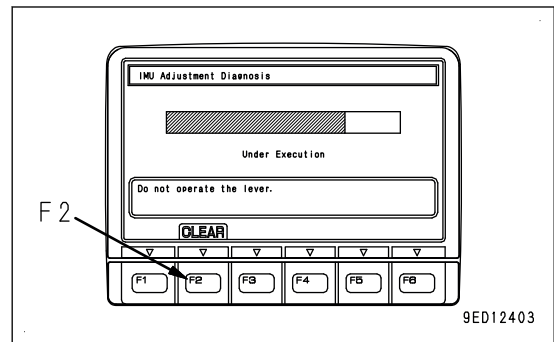 IMU Adjustment Diagnosis
Under Execution
Do not operate the lever.
CLEAR
F2
F1 F2 F3 F4 F5 F6
9ED12403